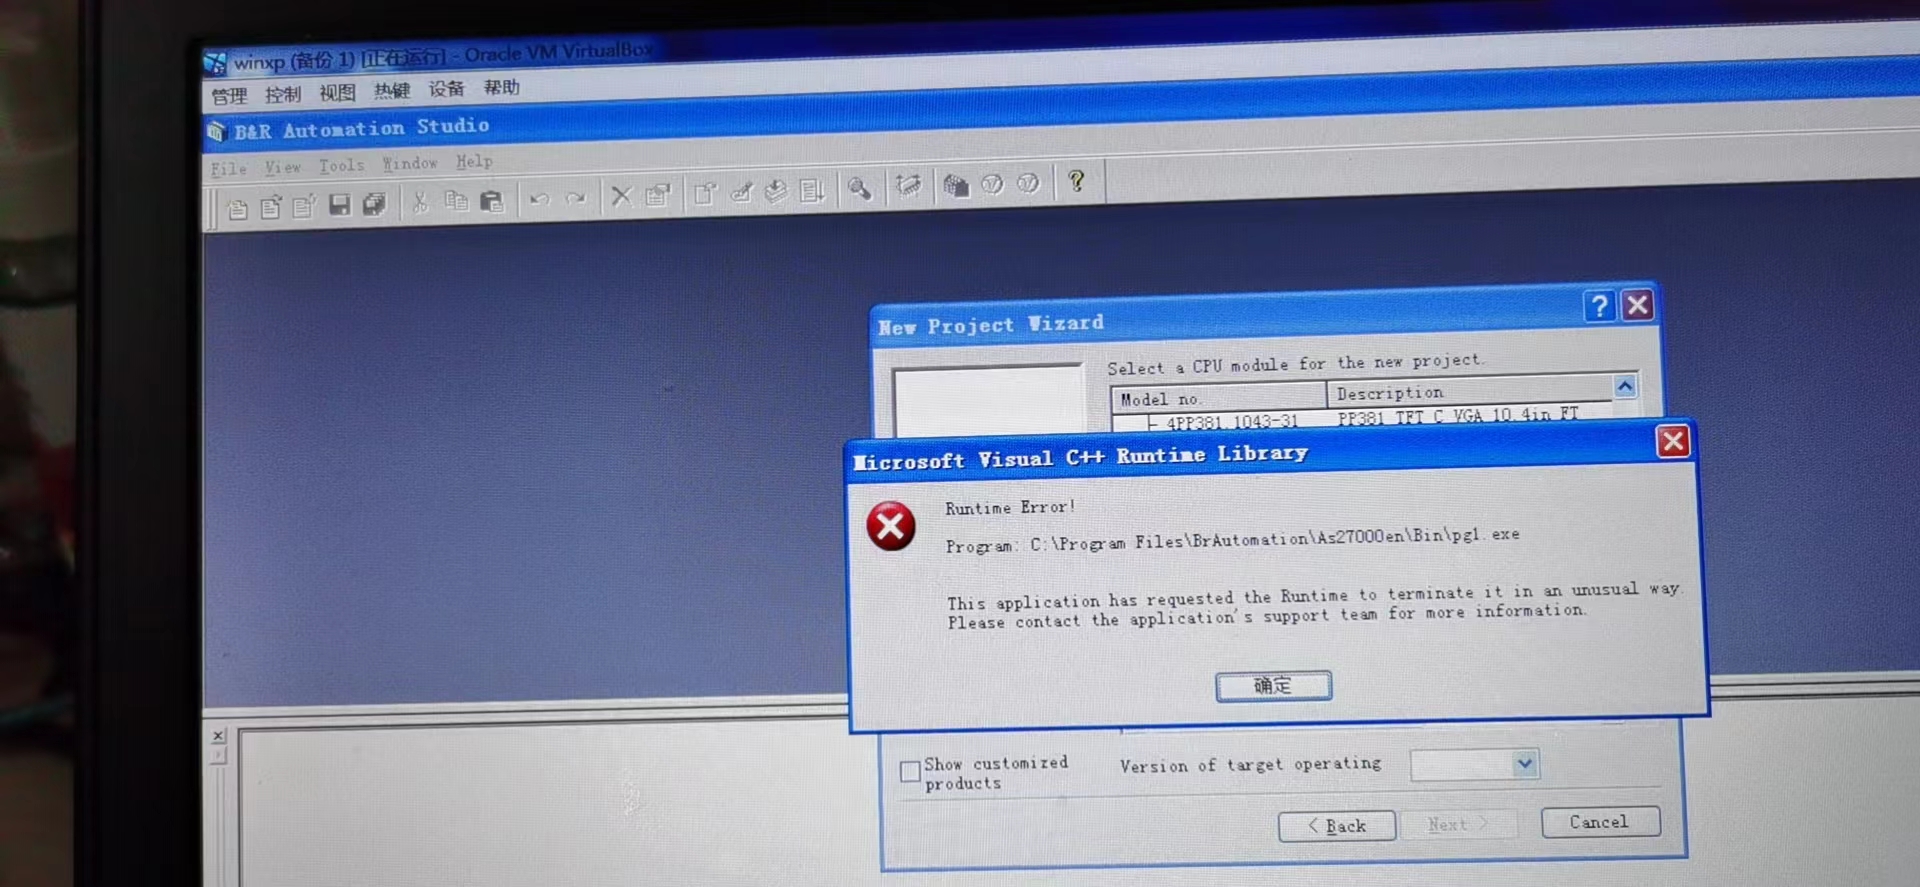 winxp (备份 1) [正在运行] - Oracle VM VirtualBox
管理 控制 视图 热键 设备 帮助
B&R Automation Studio
File View Tools Window Help
New Project Wizard
Select a CPU module for the new project.
Model no. Description
4PP381.1043-31 PP381 TFT C VGA 10.4in FT
Microsoft Visual C++ Runtime Library
Runtime Error!
Program: C:\Program Files\BrAutomation\As27000en\Bin\pg1.exe
This application has requested the Runtime to terminate it in an unusual way.
Please contact the application's support team for more information.
确定
Show customized
products
Version of target operating
< Back Next > Cancel